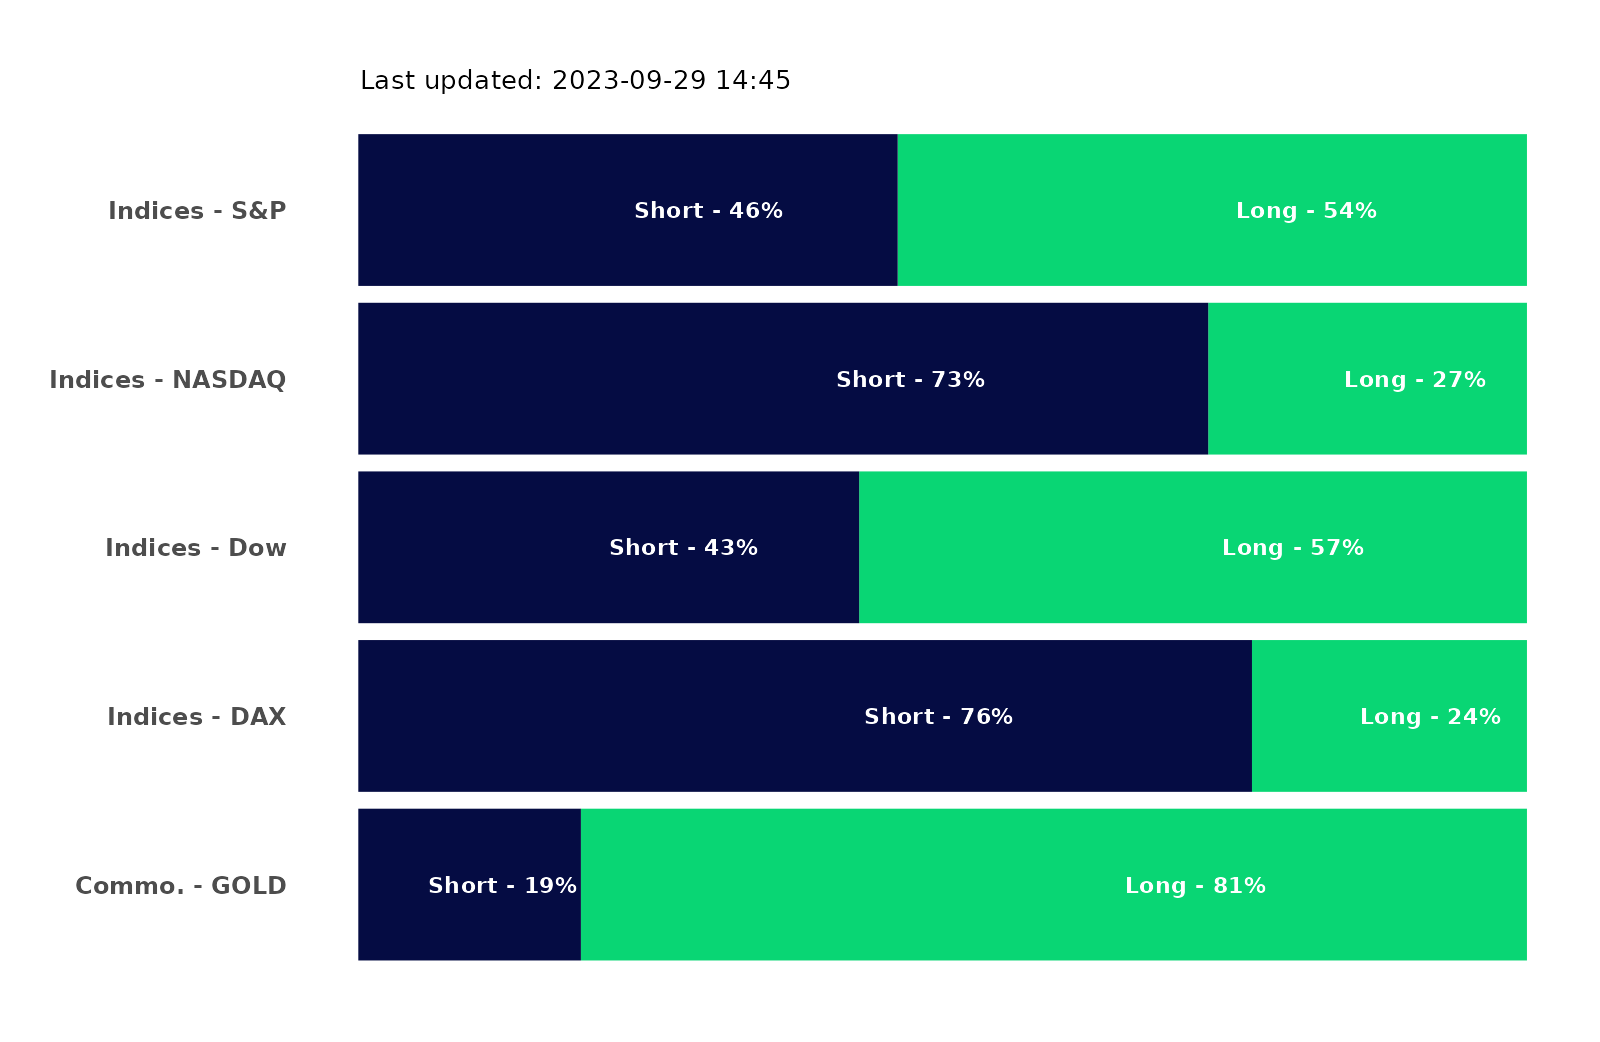 Last updated: 2023-09-29 14:45
Indices - S&P Short - 46% Long - 54%
Indices - NASDAQ Short - 73% Long - 27%
Indices - Dow Short - 43% Long - 57%
Indices - DAX Short - 76% Long - 24%
Commo. - GOLD Short - 19% Long - 81%